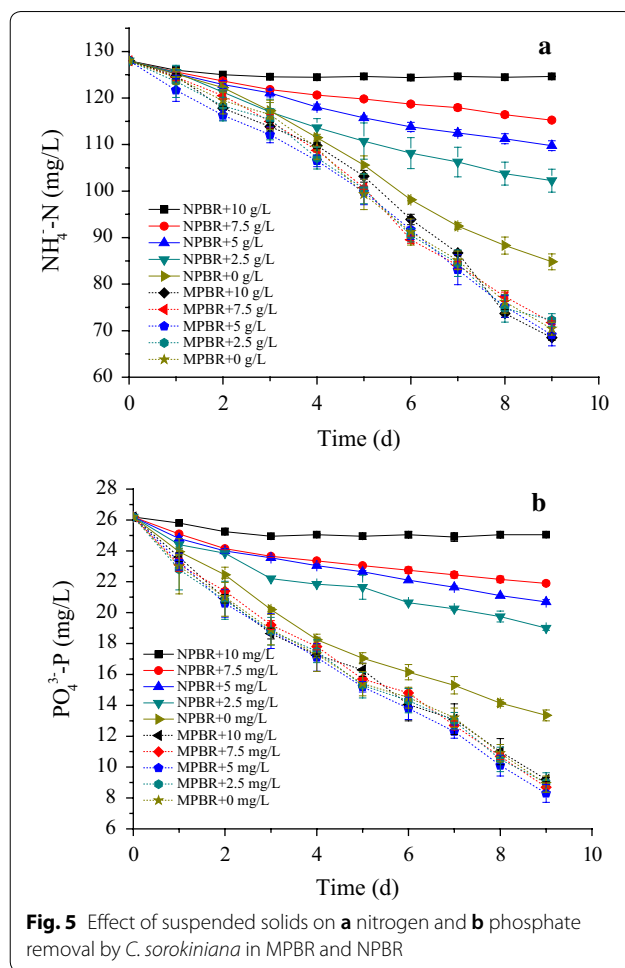 a
130
120
110
100
90
80
70
60
NH₄⁻-N (mg/L)
NPBR+10 g/L
NPBR+7.5 g/L
NPBR+5 g/L
NPBR+2.5 g/L
NPBR+0 g/L
MPBR+10 g/L
MPBR+7.5 g/L
MPBR+5 g/L
MPBR+2.5 g/L
MPBR+0 g/L
0 2 4 6 8 10
Time (d)
b
28
26
24
22
20
18
16
14
12
10
8
6
PO₄³⁻-P (mg/L)
NPBR+10 mg/L
NPBR+7.5 mg/L
NPBR+5 mg/L
NPBR+2.5 mg/L
NPBR+0 mg/L
MPBR+10 mg/L
MPBR+7.5 mg/L
MPBR+5 mg/L
MPBR+2.5 mg/L
MPBR+0 mg/L
0 2 4 6 8 10
Time (d)
Fig. 5 Effect of suspended solids on a nitrogen and b phosphate
removal by C. sorokiniana in MPBR and NPBR